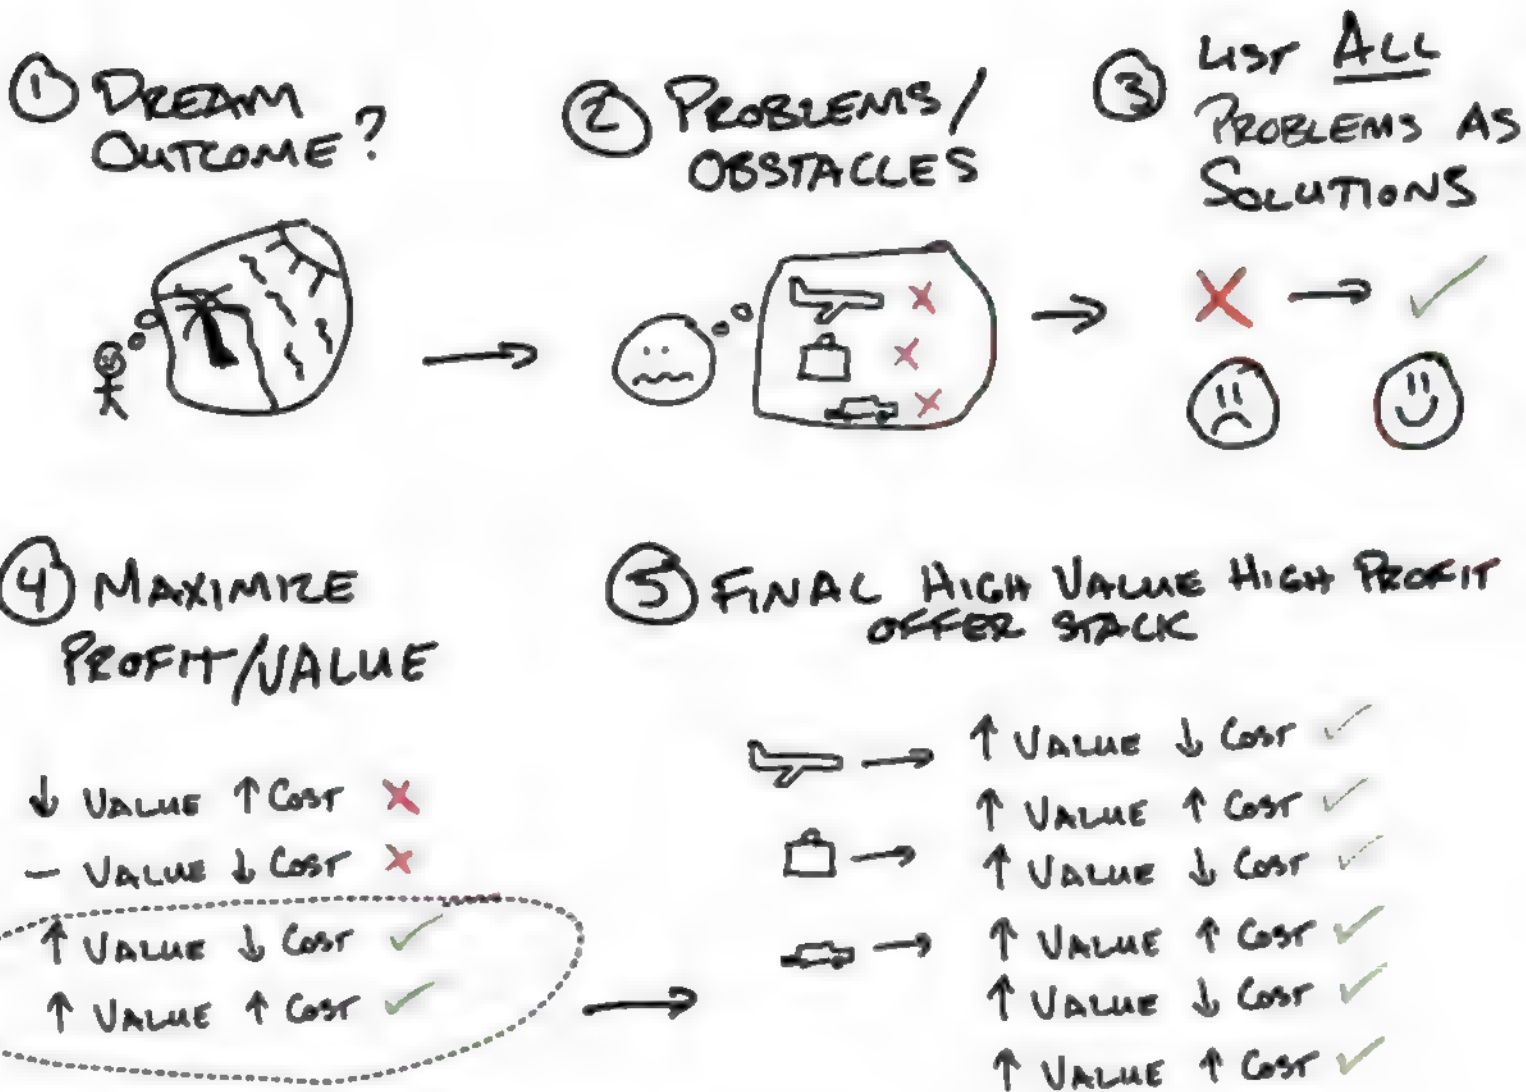 ① DREAM
OUTCOME?
② PROBLEMS/
OBSTACLES
③ LIST ALL
PROBLEMS AS
SOLUTIONS
④ MAXIMIZE
PROFIT/VALUE
↓ VALUE ↑ COST ✗
– VALUE ↓ COST ✗
↑ VALUE ↓ COST ✓
↑ VALUE ↑ COST ✓
⑤ FINAL HIGH VALUE HIGH PROFIT
OFFER STACK
↑ VALUE ↓ COST ✓
↑ VALUE ↑ COST ✓
↑ VALUE ↓ COST ✓
↑ VALUE ↑ COST ✓
↑ VALUE ↓ COST ✓
↑ VALUE ↑ COST ✓